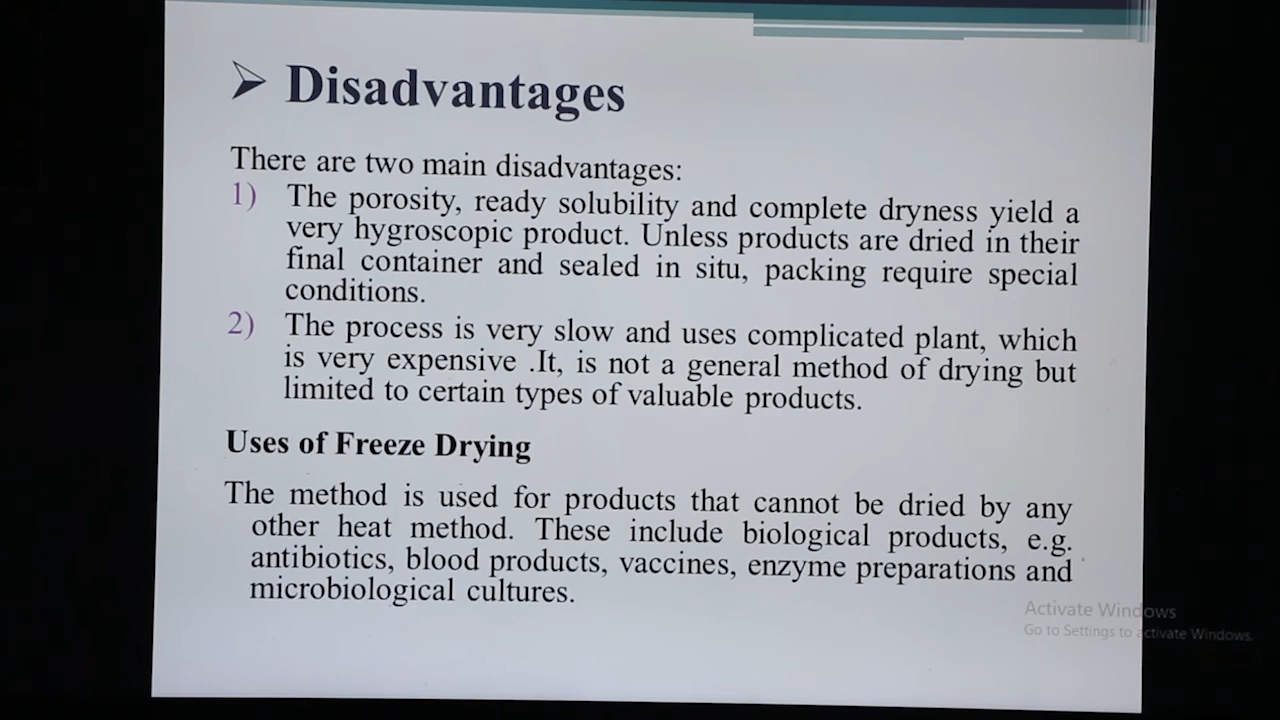 ➢ Disadvantages
There are two main disadvantages:
1) The porosity, ready solubility and complete dryness yield a
very hygroscopic product. Unless products are dried in their
final container and sealed in situ, packing require special
conditions.
2) The process is very slow and uses complicated plant, which
is very expensive .It, is not a general method of drying but
limited to certain types of valuable products.
Uses of Freeze Drying
The method is used for products that cannot be dried by any
other heat method. These include biological products, e.g.
antibiotics, blood products, vaccines, enzyme preparations and
microbiological cultures.
Activate Windows
Go to Settings to activate Windows.